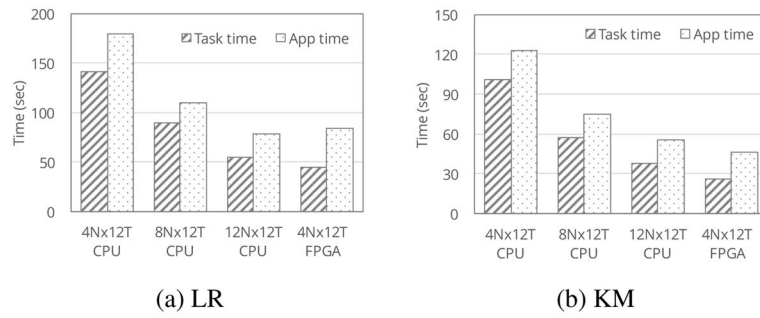 200
150
100
50
0
Time (sec)
Task time App time
4Nx12T 8Nx12T 12Nx12T 4Nx12T
CPU CPU CPU FPGA
(a) LR
150
120
90
60
30
0
Time (sec)
Task time App time
4Nx12T 8Nx12T 12Nx12T 4Nx12T
CPU CPU CPU FPGA
(b) KM